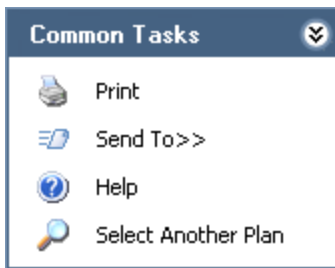 Common Tasks
Print
Send To>>
Help
Select Another Plan